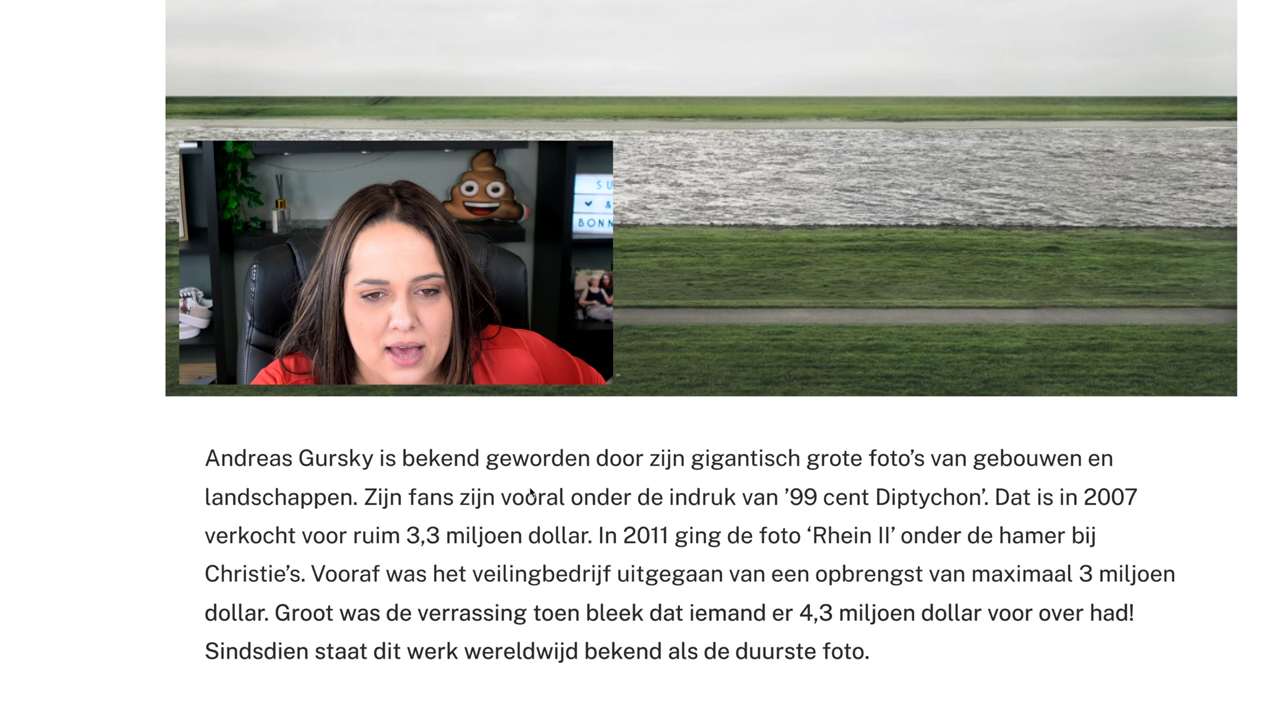 SU
&
BONN
Andreas Gursky is bekend geworden door zijn gigantisch grote foto’s van gebouwen en
landschappen. Zijn fans zijn vooral onder de indruk van ’99 cent Diptychon’. Dat is in 2007
verkocht voor ruim 3,3 miljoen dollar. In 2011 ging de foto ‘Rhein II’ onder de hamer bij
Christie’s. Vooraf was het veilingbedrijf uitgegaan van een opbrengst van maximaal 3 miljoen
dollar. Groot was de verrassing toen bleek dat iemand er 4,3 miljoen dollar voor over had!
Sindsdien staat dit werk wereldwijd bekend als de duurste foto.